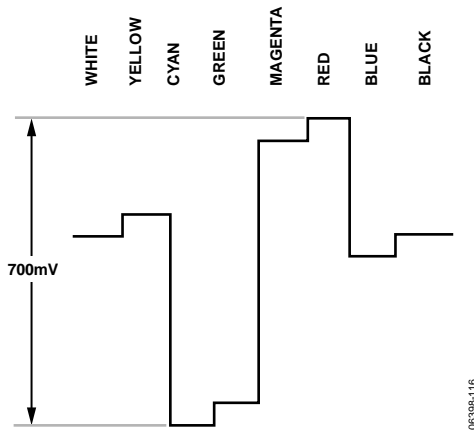 WHITE
YELLOW
CYAN
GREEN
MAGENTA
RED
BLUE
BLACK
700mV
06398-116